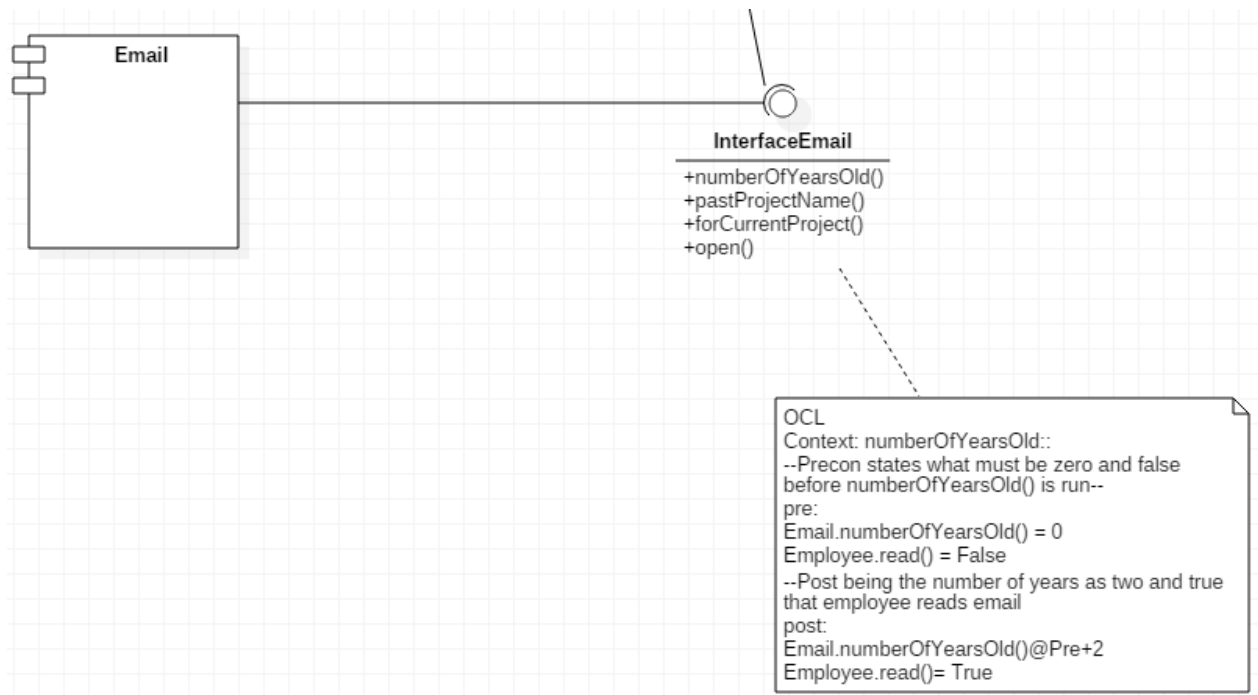 Email
InterfaceEmail
+numberOfYearsOld()
+pastProjectName()
+forCurrentProject()
+open()
OCL
Context: numberOfYearsOld::
--Precon states what must be zero and false
before numberOfYearsOld() is run--
pre:
Email.numberOfYearsOld() = 0
Employee.read() = False
--Post being the number of years as two and true
that employee reads email
post:
Email.numberOfYearsOld()@Pre+2
Employee.read()= True